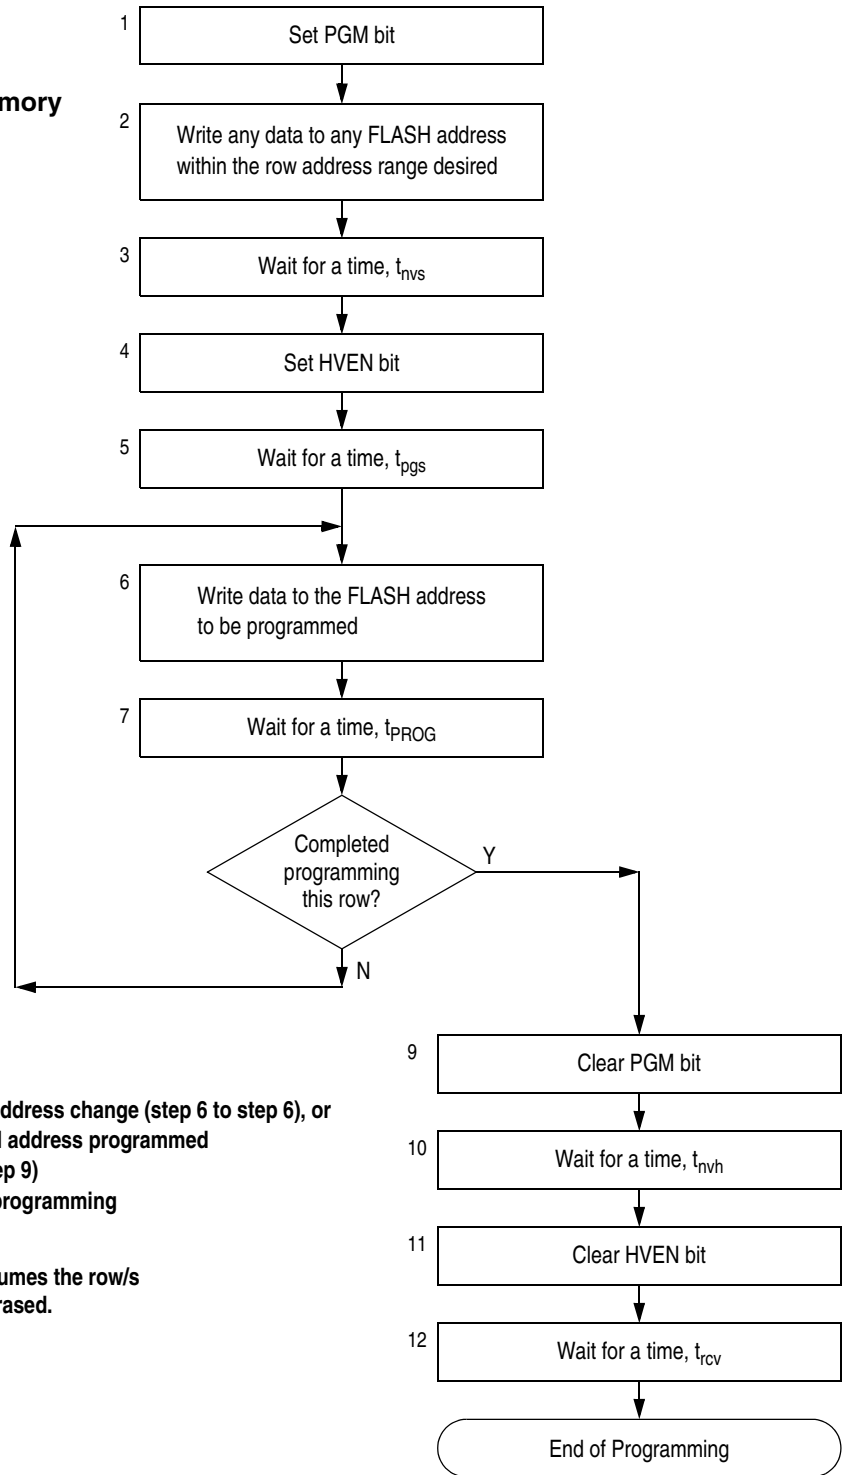 1
Set PGM bit
mory
2
Write any data to any FLASH address
within the row address range desired
3
Wait for a time, tnvs
4
Set HVEN bit
5
Wait for a time, tpgs
6
Write data to the FLASH address
to be programmed
7
Wait for a time, tPROG
Completed
programming
this row?
Y
N
9
Clear PGM bit
ddress change (step 6 to step 6), or
address programmed
ep 9)
programming
10
Wait for a time, tnvh
11
Clear HVEN bit
umes the row/s
rased.
12
Wait for a time, trcv
End of Programming